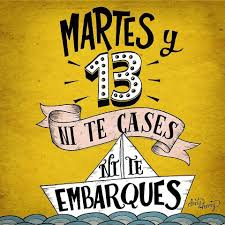 MARTES Y
13
NI TE CASES
NI TE
EMBARQUES